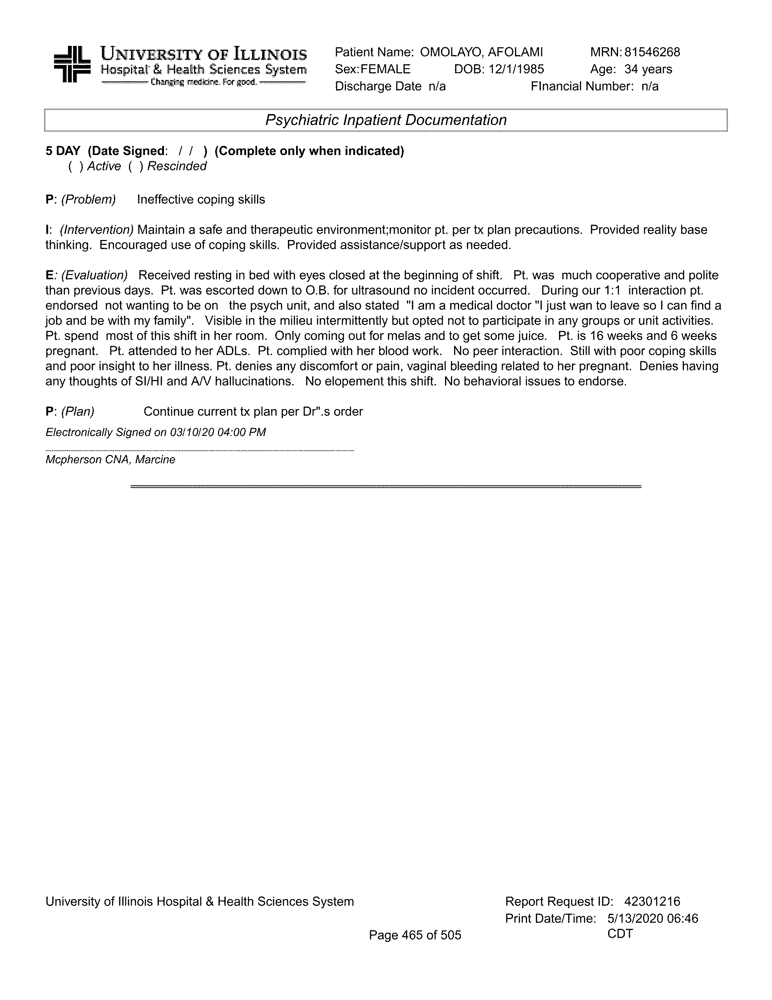 UNIVERSITY OF ILLINOIS
Hospital & Health Sciences System
Changing medicine. For good.
Patient Name: OMOLAYO, AFOLAMI MRN: 81546268
Sex: FEMALE DOB: 12/1/1985 Age: 34 years
Discharge Date n/a FInancial Number: n/a
Psychiatric Inpatient Documentation
5 DAY (Date Signed: / / ) (Complete only when indicated)
( ) Active ( ) Rescinded
P: (Problem) Ineffective coping skills
I: (Intervention) Maintain a safe and therapeutic environment;monitor pt. per tx plan precautions. Provided reality base
thinking. Encouraged use of coping skills. Provided assistance/support as needed.
E: (Evaluation) Received resting in bed with eyes closed at the beginning of shift. Pt. was much cooperative and polite
than previous days. Pt. was escorted down to O.B. for ultrasound no incident occurred. During our 1:1 interaction pt.
endorsed not wanting to be on the psych unit, and also stated "I am a medical doctor "I just wan to leave so I can find a
job and be with my family". Visible in the milieu intermittently but opted not to participate in any groups or unit activities.
Pt. spend most of this shift in her room. Only coming out for melas and to get some juice. Pt. is 16 weeks and 6 weeks
pregnant. Pt. attended to her ADLs. Pt. complied with her blood work. No peer interaction. Still with poor coping skills
and poor insight to her illness. Pt. denies any discomfort or pain, vaginal bleeding related to her pregnant. Denies having
any thoughts of SI/HI and A/V hallucinations. No elopement this shift. No behavioral issues to endorse.
P: (Plan) Continue current tx plan per Dr".s order
Electronically Signed on 03/10/20 04:00 PM
Mcpherson CNA, Marcine
University of Illinois Hospital & Health Sciences System Report Request ID: 42301216
Print Date/Time: 5/13/2020 06:46
Page 465 of 505 CDT